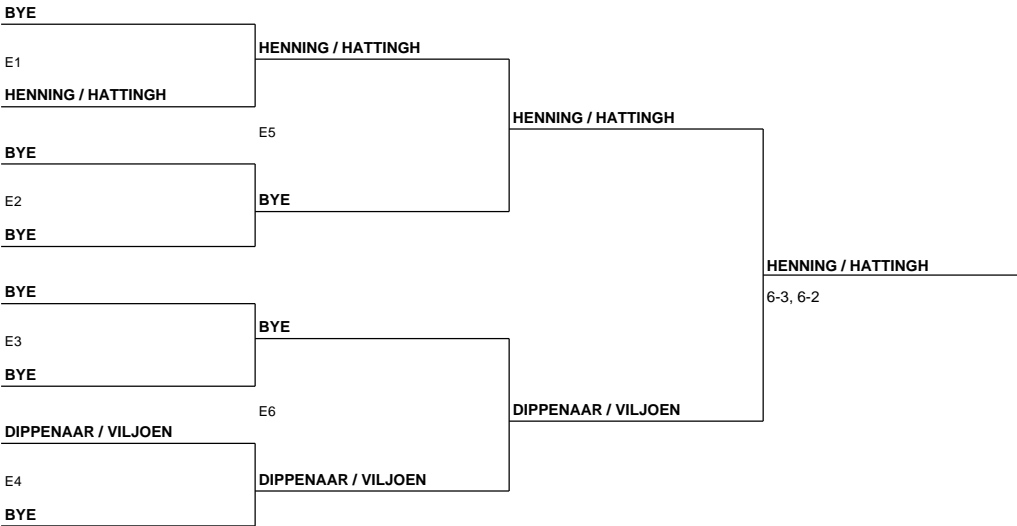 BYE
E1
HENNING / HATTINGH
BYE
E2
BYE
BYE
E3
BYE
DIPPENAAR / VILJOEN
E4
BYE
HENNING / HATTINGH
E5
BYE
BYE
E6
DIPPENAAR / VILJOEN
HENNING / HATTINGH
DIPPENAAR / VILJOEN
HENNING / HATTINGH
6-3, 6-2